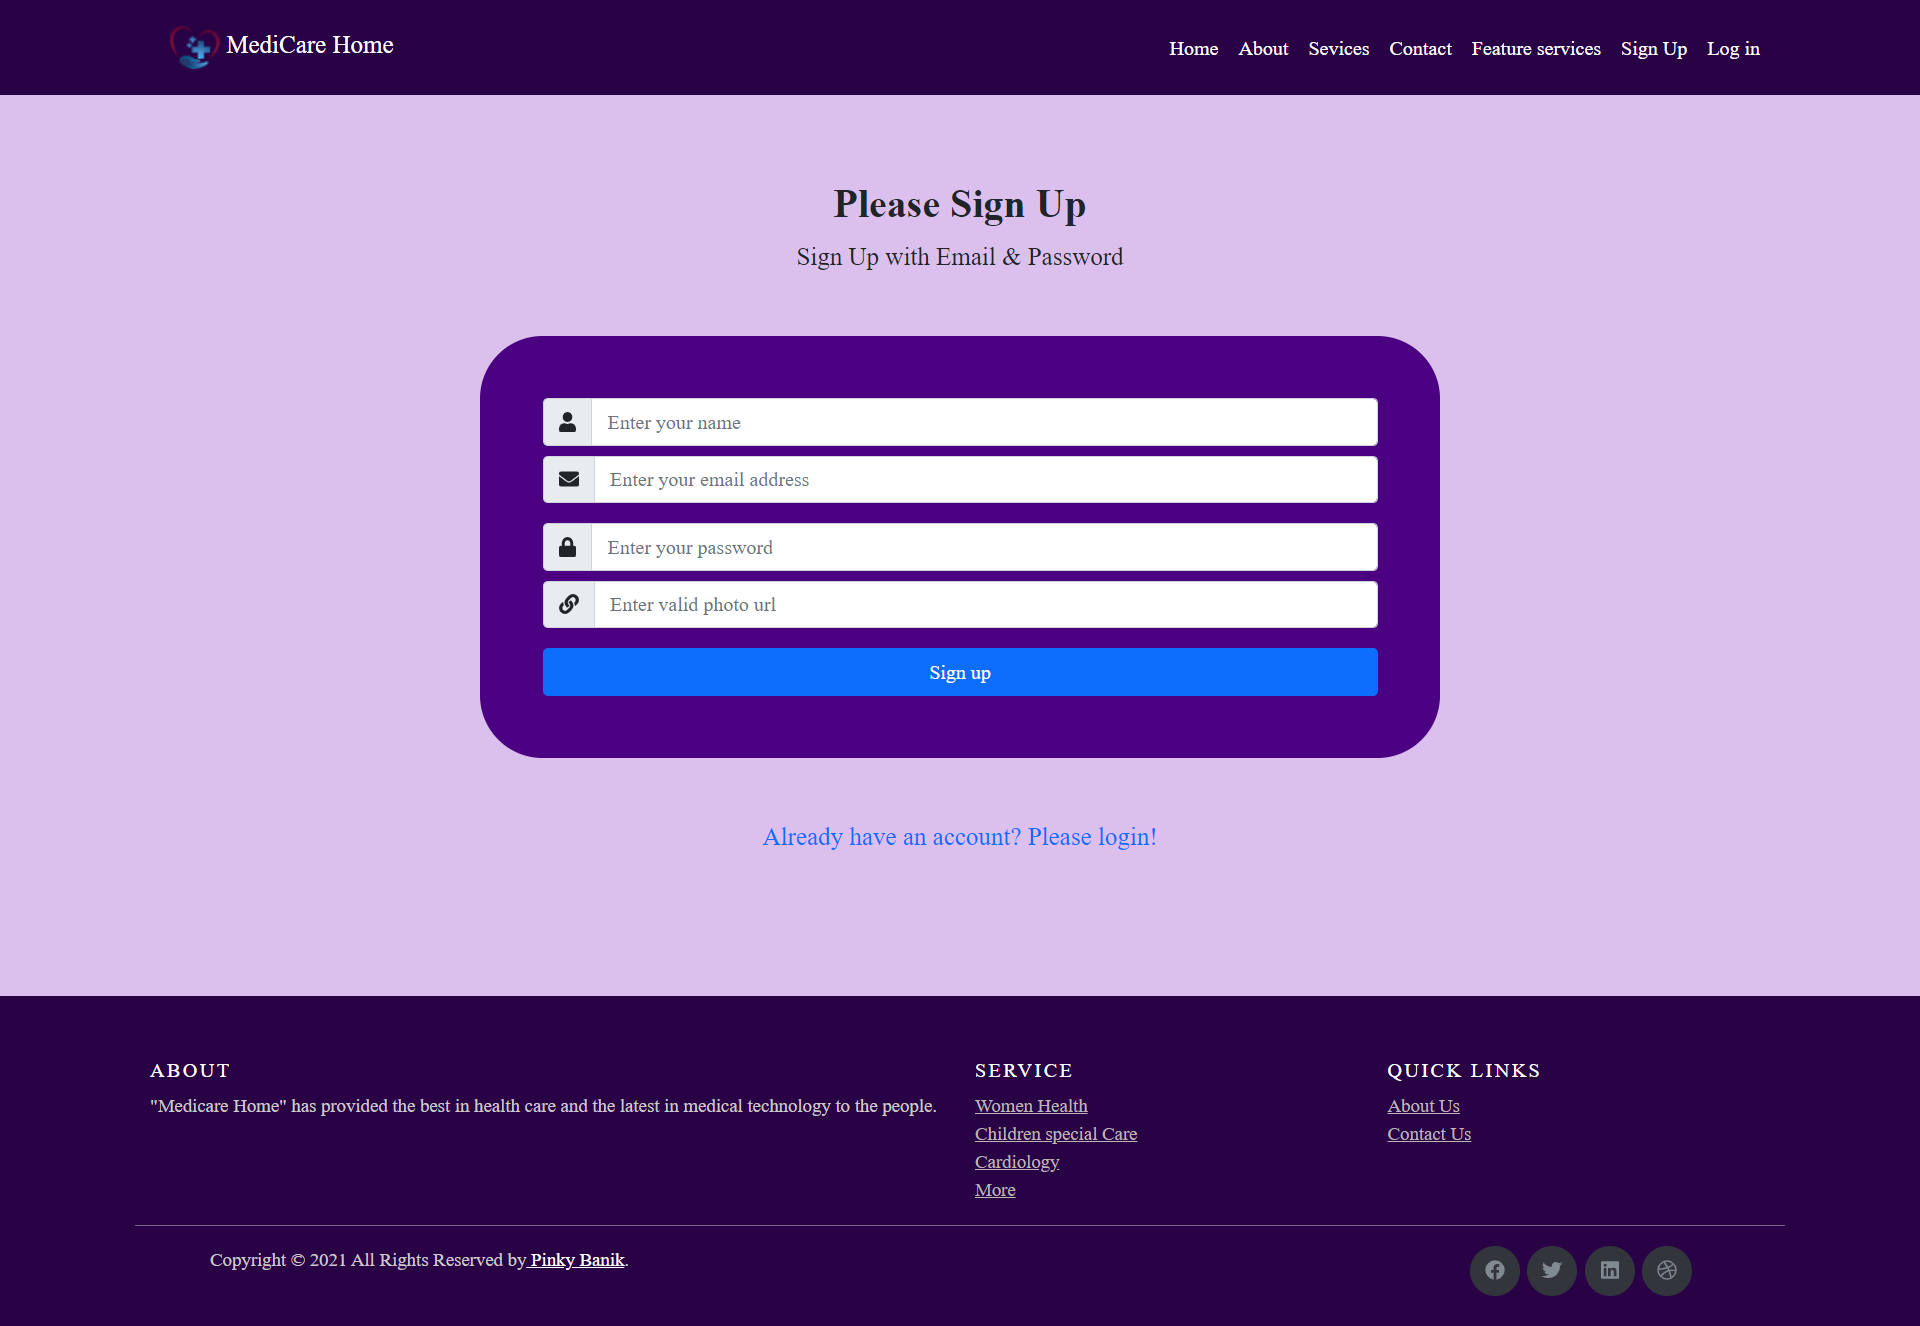 MediCare Home
Home About Sevices Contact Feature services Sign Up Log in
Please Sign Up
Sign Up with Email & Password
Enter your name
Enter your email address
Enter your password
Enter valid photo url
Sign up
Already have an account? Please login!
ABOUT
"Medicare Home" has provided the best in health care and the latest in medical technology to the people.
SERVICE
Women Health
Children special Care
Cardiology
More
QUICK LINKS
About Us
Contact Us
Copyright © 2021 All Rights Reserved by Pinky Banik.